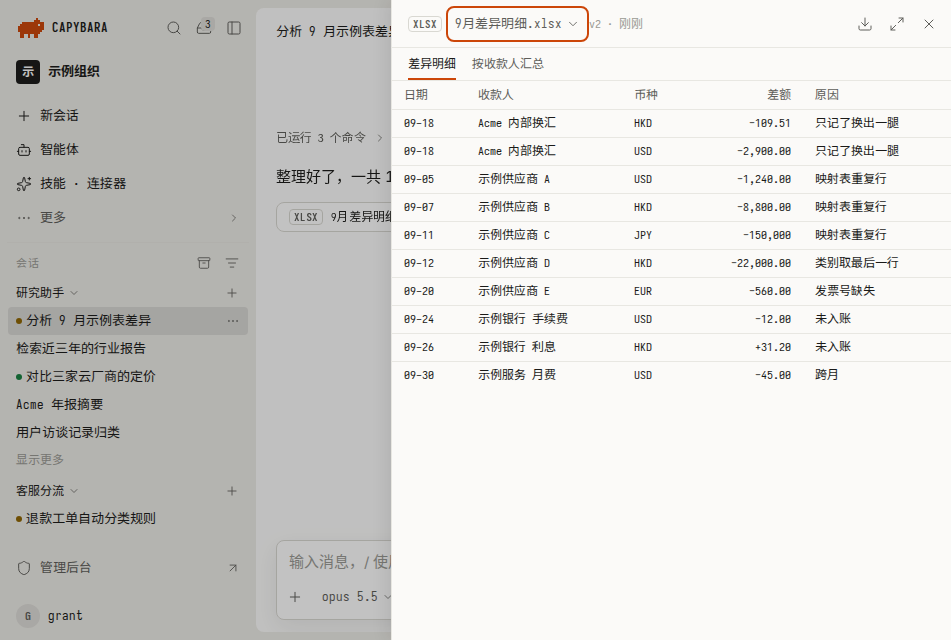 CAPYBARA
3
示 示例组织
新会话
智能体
技能 · 连接器
更多
会话
研究助手
分析 9 月示例表差异
检索近三年的行业报告
对比三家云厂商的定价
Acme 年报摘要
用户访谈记录归类
显示更多
客服分流
退款工单自动分类规则
管理后台
G grant
分析 9 月示例表差
已运行 3 个命令
整理好了，一共 1
XLSX 9月差异明细
输入消息，/ 使
opus 5.5
XLSX 9月差异明细.xlsx v2 · 刚刚
差异明细 按收款人汇总
日期 收款人 币种 差额 原因
09-18 Acme 内部换汇 HKD -109.51 只记了换出一腿
09-18 Acme 内部换汇 USD -2,900.00 只记了换出一腿
09-05 示例供应商 A USD -1,240.00 映射表重复行
09-07 示例供应商 B HKD -8,800.00 映射表重复行
09-11 示例供应商 C JPY -150,000 映射表重复行
09-12 示例供应商 D HKD -22,000.00 类别取最后一行
09-20 示例供应商 E EUR -560.00 发票号缺失
09-24 示例银行 手续费 USD -12.00 未入账
09-26 示例银行 利息 HKD +31.20 未入账
09-30 示例服务 月费 USD -45.00 跨月